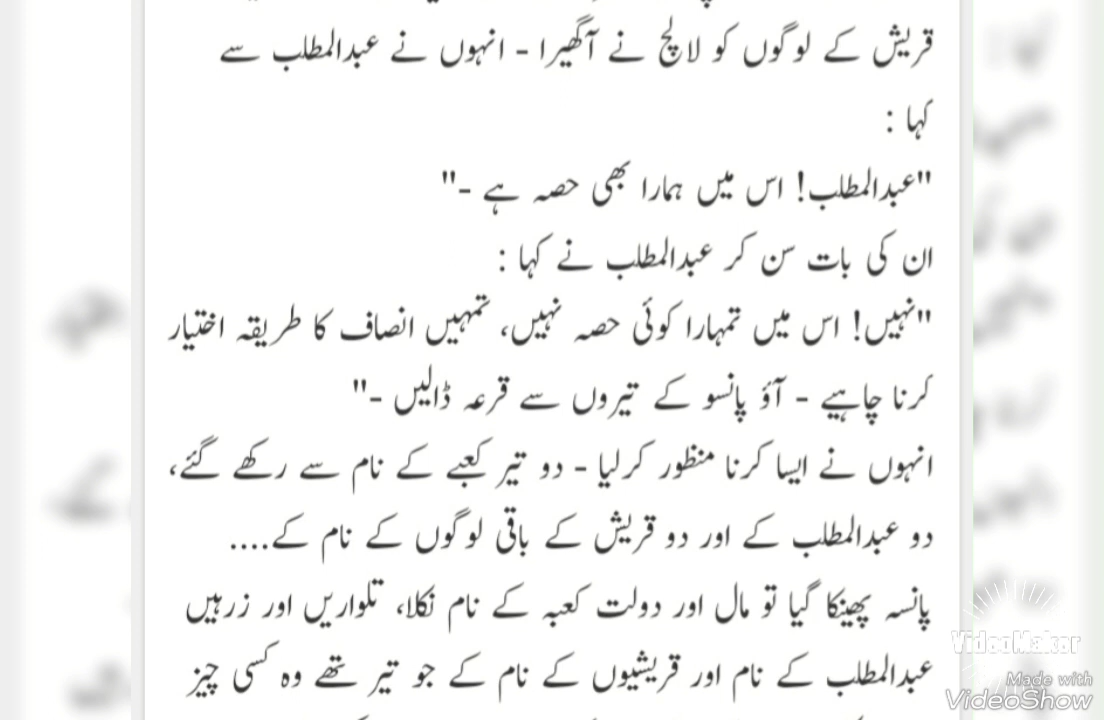 قریش کے لوگوں کو لالچ نے آگھیرا - انہوں نے عبدالمطلب سے
کہا :
"عبدالمطلب! اس میں ہمارا بھی حصہ ہے -"
ان کی بات سن کر عبدالمطلب نے کہا :
"نہیں! اس میں تمہارا کوئی حصہ نہیں، تمہیں انصاف کا طریقہ اختیار
کرنا چاہیے - آؤ پانسو کے تیروں سے قرعہ ڈالیں -"
انہوں نے ایسا کرنا منظور کرلیا - دو تیر کعبے کے نام سے رکھے گئے،
دو عبدالمطلب کے اور دو قریش کے باقی لوگوں کے نام کے....
پانسہ پھینکا گیا تو مال اور دولت کعبہ کے نام نکلا، تلواریں اور زرہیں
عبدالمطلب کے نام اور قریشیوں کے نام کے جو تیر تھے وہ کسی چیز
VideoMaker
Made with
VideoShow